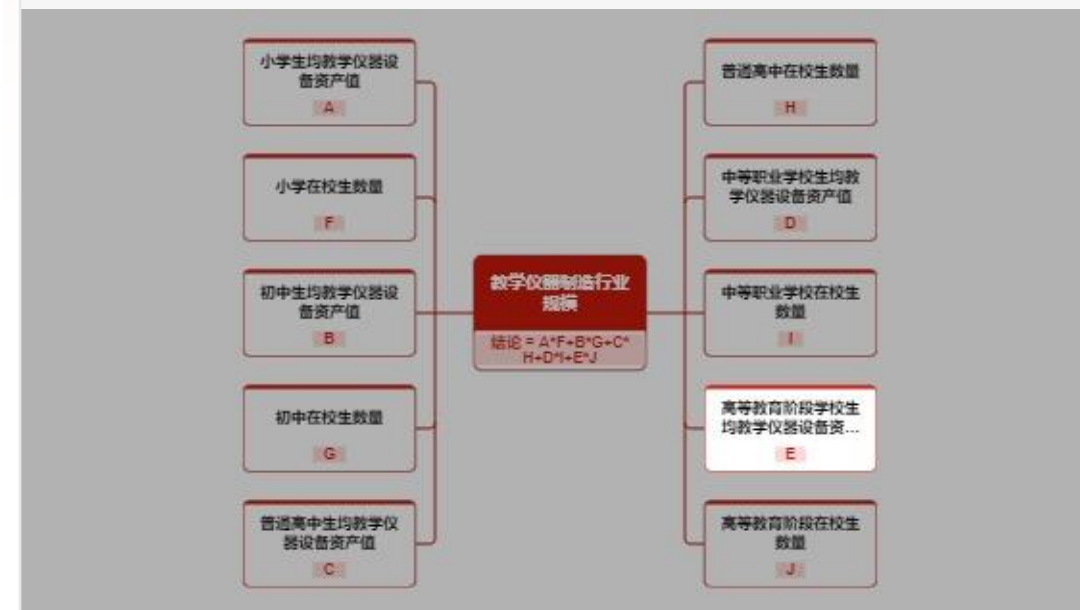 小学生均教学仪器设
备资产值
A
小学在校生数量
F
初中生均教学仪器设
备资产值
B
初中在校生数量
G
普通高中生均教学仪
器设备资产值
C
教学仪器制造行业
规模
结论 = A*F+B*G+C*
H+D*I+E*J
普通高中在校生数量
H
中等职业学校生均教
学仪器设备资产值
D
中等职业学校在校生
数量
I
高等教育阶段学校生
均教学仪器设备资...
E
高等教育阶段在校生
数量
J